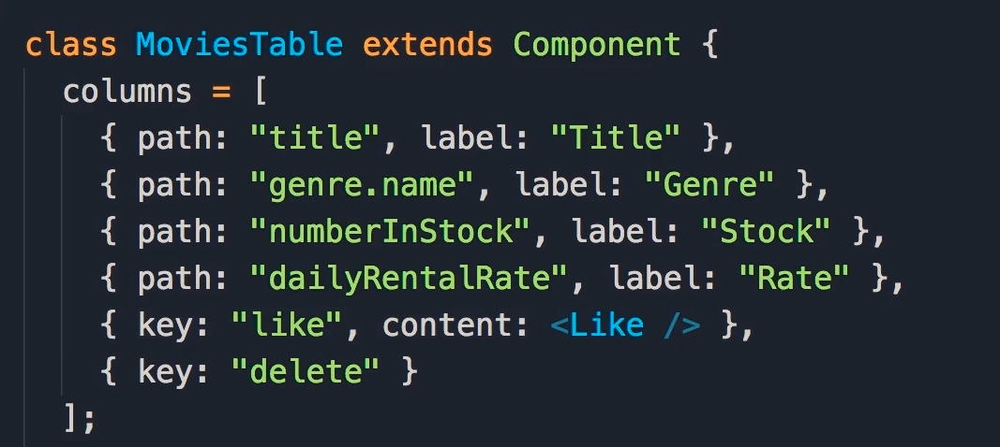 class MoviesTable extends Component {
  columns = [
    { path: "title", label: "Title" },
    { path: "genre.name", label: "Genre" },
    { path: "numberInStock", label: "Stock" },
    { path: "dailyRentalRate", label: "Rate" },
    { key: "like", content: <Like /> },
    { key: "delete" }
  ];